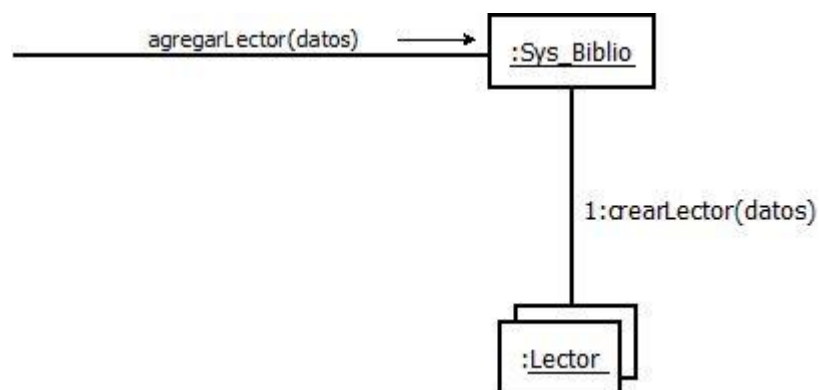 agregarLector(datos)
:Sys_Biblio
1:crearLector(datos)
:Lector